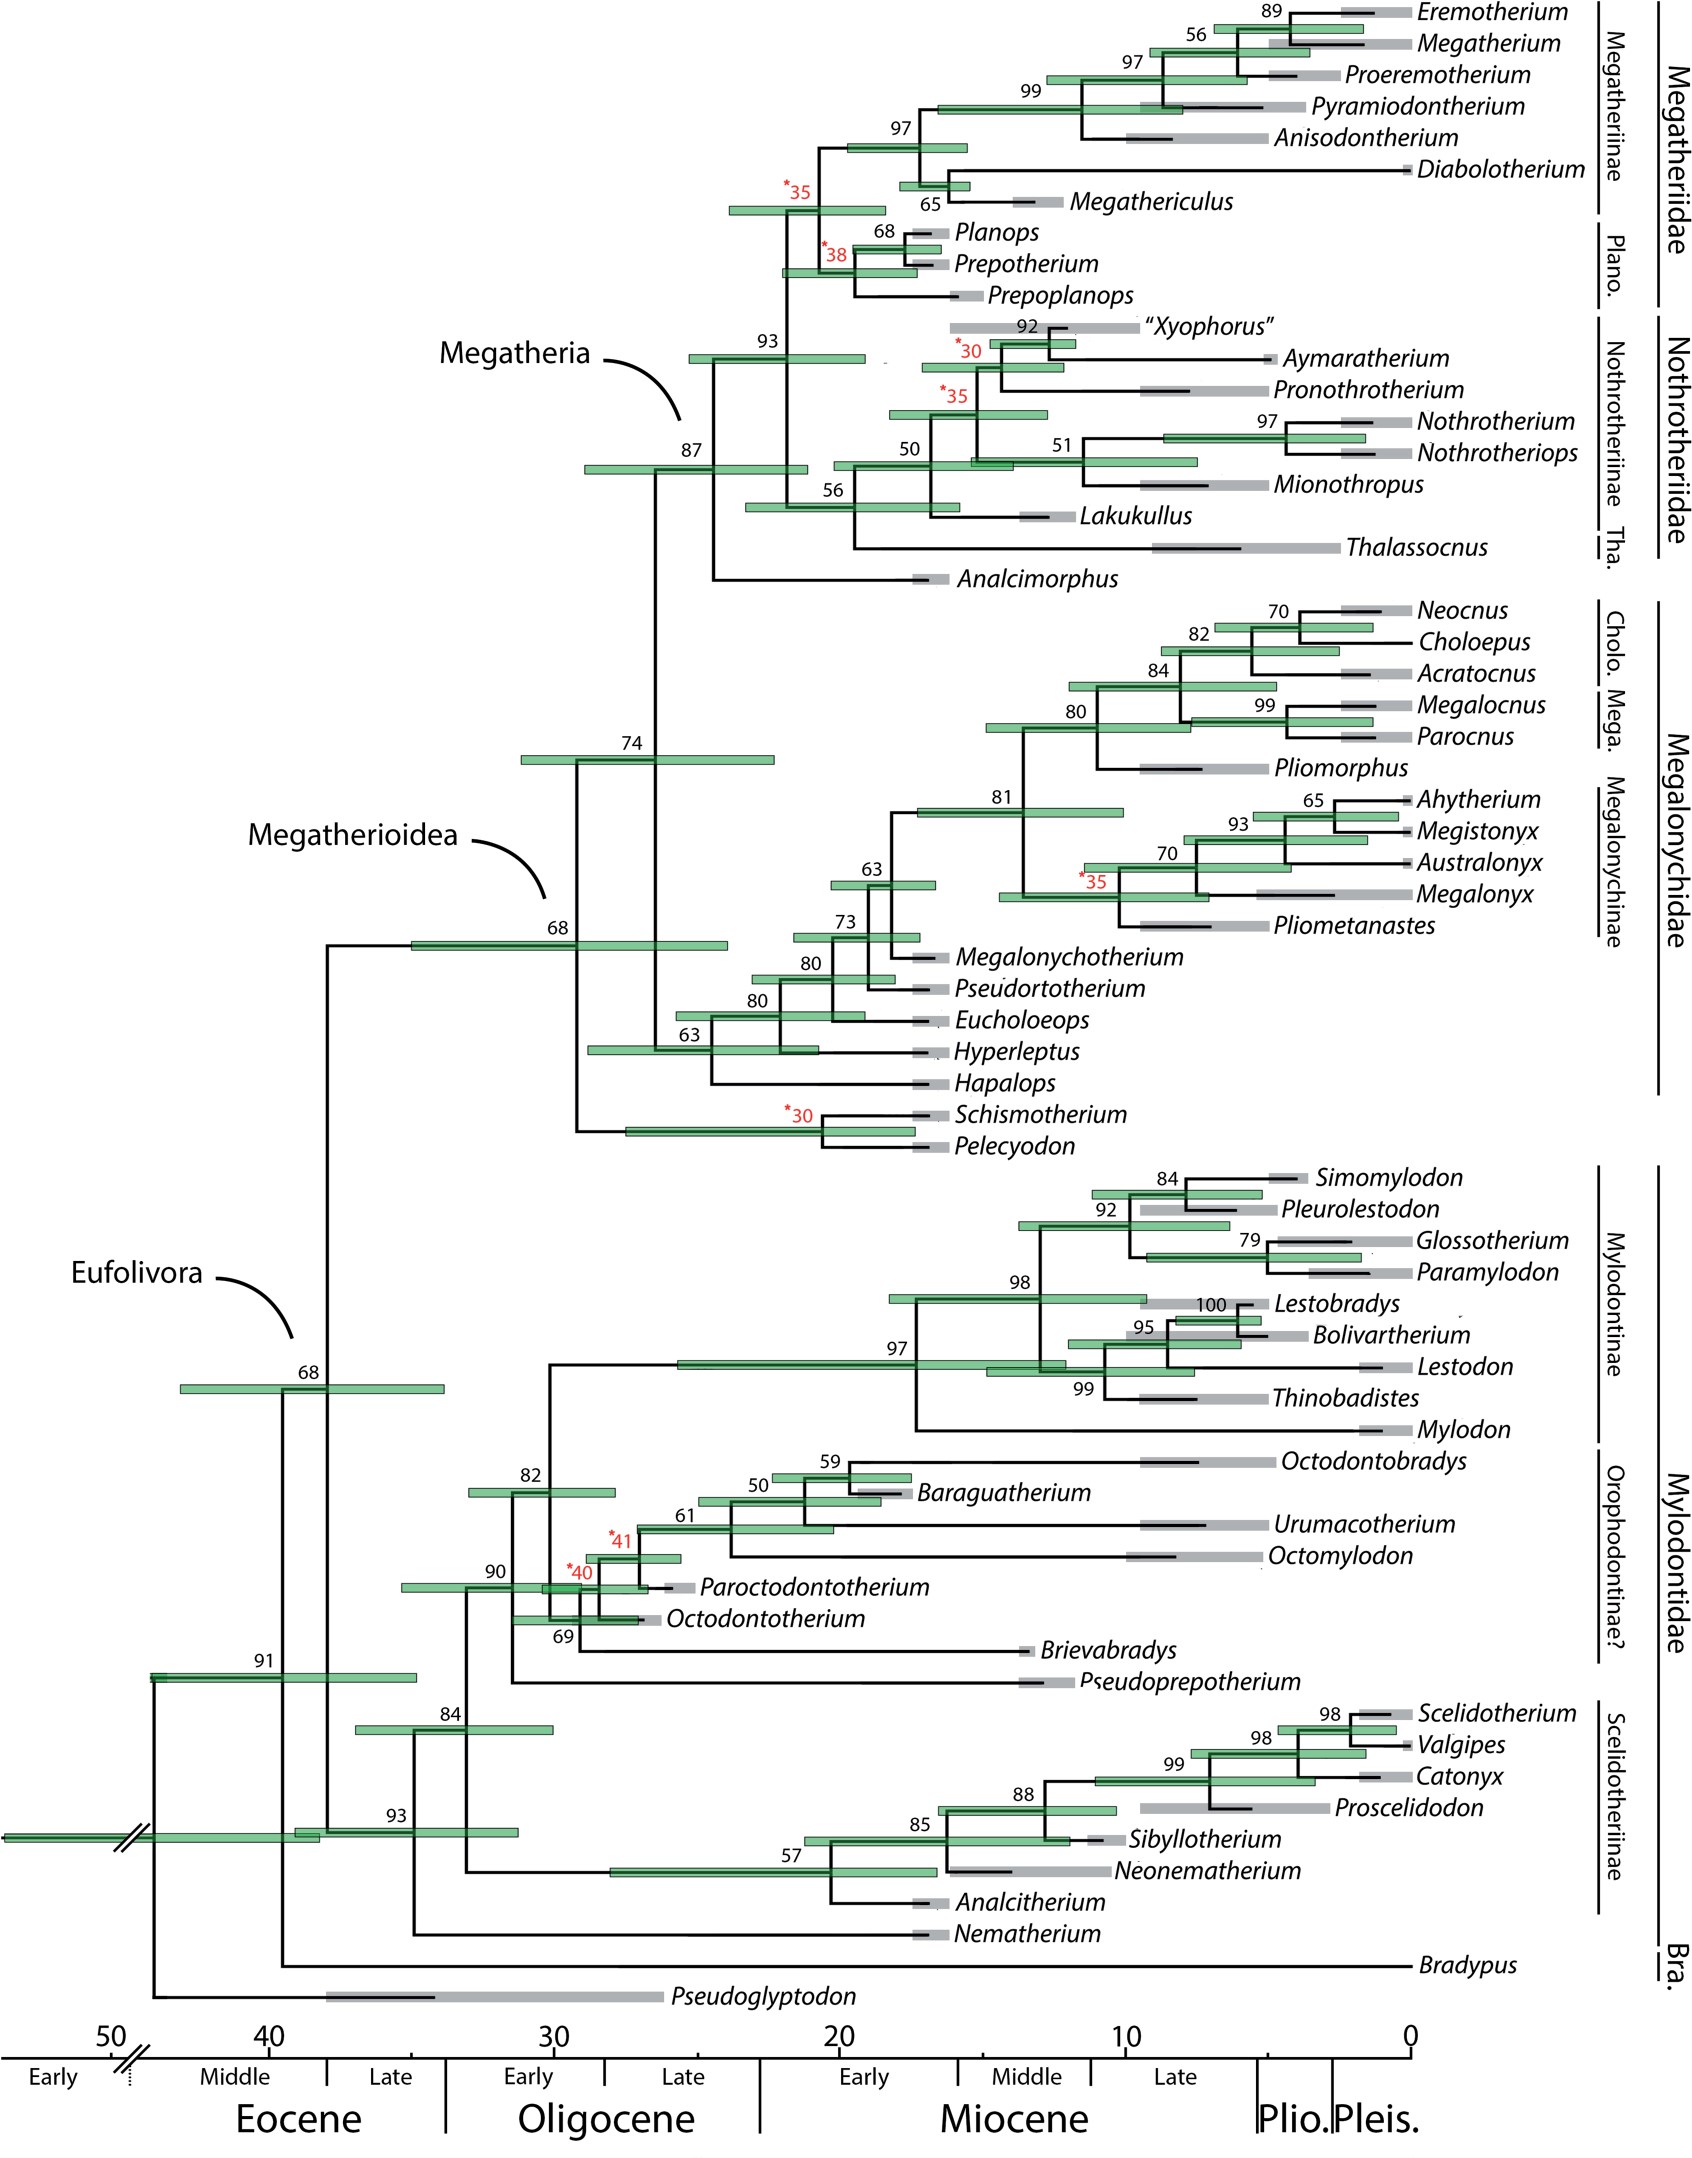 89
Eremotherium
56
Megatherium
97
Proeremotherium
99
Pyramiodontherium
97
Anisodontherium
Diabolotherium
*35
65
Megathericulus
68
Planops
*38
Prepotherium
Prepoplanops
92
"Xyophorus"
Megatheria
93
*30
Aymaratherium
*35
Pronothrotherium
97
Nothrotherium
87
50
51
Nothrotheriops
56
Mionothropus
Lakukullus
Thalassocnus
Analcimorphus
70
Neocnus
82
Choloepus
84
Acratocnus
99
Megalocnus
80
Parocnus
74
Pliomorphus
81
65
Ahytherium
Megatherioidea
93
Megistonyx
70
Australonyx
63
*35
Megalonyx
68
73
Pliometanastes
80
Megalonychotherium
Pseudortotherium
80
Eucholoeops
63
Hyperleptus
Hapalops
*30
Schismotherium
Pelecyodon
84
Simomylodon
92
Pleurolestodon
79
Glossotherium
Eufolivora
Paramylodon
98
100
Lestobradys
95
Bolivartherium
97
68
Lestodon
99
Thinobadistes
Mylodon
59
Octodontobradys
82
50
Baraguatherium
61
Urumacotherium
*41
Octomylodon
90
*40
Paroctodontotherium
Octodontotherium
69
Brievabradys
91
Pseudoprepotherium
84
98
Scelidotherium
98
Valgipes
99
Catonyx
88
Proscelidodon
93
85
Sibyllotherium
57
Neonematherium
Analcitherium
Nematherium
Bradypus
Pseudoglyptodon
Megatheriinae
Plano.
Nothrotheriinae
Tha.
Cholo.
Mega.
Megalonychinae
Mylodontinae
Orophodontinae?
Scelidotheriinae
Megatheriidae
Nothrotheriidae
Megalonychidae
Mylodontidae
Bra.
50 40 30 20 10 0
Early Middle Late Early Late Early Middle Late
Eocene Oligocene Miocene Plio. Pleis.